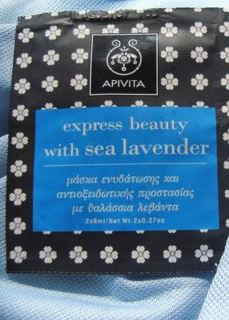 APIVITA
express beauty
with sea lavender
μάσκα ενυδάτωσης και
αντιοξειδωτικής προστασίας
με θαλάσσια λεβάντα
2x8ml/Net Wt.2x0.27oz